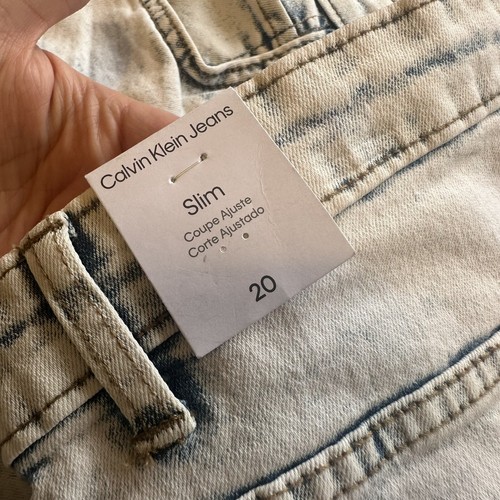 Calvin Klein Jeans
Slim
Coupe Ajuste
Corte Ajustado
20